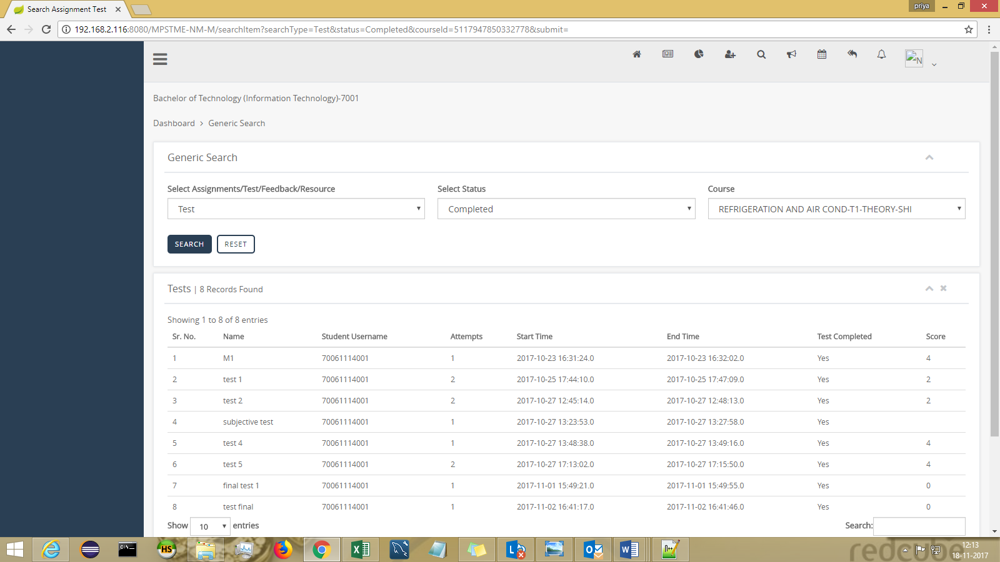 Search Assignment Test
priya
192.168.2.116:8080/MPSTME-NM-M/searchItem?searchType=Test&status=Completed&courseId=5117947850332778&submit=
N
Bachelor of Technology (Information Technology)-7001
Dashboard > Generic Search
Generic Search
Select Assignments/Test/Feedback/Resource Select Status Course
Test Completed REFRIGERATION AND AIR COND-T1-THEORY-SHI
SEARCH RESET
Tests | 8 Records Found
Showing 1 to 8 of 8 entries
Sr. No. Name Student Username Attempts Start Time End Time Test Completed Score
1 M1 70061114001 1 2017-10-23 16:31:24.0 2017-10-23 16:32:02.0 Yes 4
2 test 1 70061114001 2 2017-10-25 17:44:10.0 2017-10-25 17:47:09.0 Yes 2
3 test 2 70061114001 2 2017-10-27 12:45:14.0 2017-10-27 12:48:13.0 Yes 2
4 subjective test 70061114001 1 2017-10-27 13:23:53.0 2017-10-27 13:27:58.0 Yes
5 test 4 70061114001 1 2017-10-27 13:48:38.0 2017-10-27 13:49:16.0 Yes 4
6 test 5 70061114001 2 2017-10-27 17:13:02.0 2017-10-27 17:15:50.0 Yes 4
7 final test 1 70061114001 1 2017-11-01 15:49:21.0 2017-11-01 15:49:55.0 Yes 0
8 test final 70061114001 1 2017-11-02 16:41:17.0 2017-11-02 16:41:46.0 Yes 0
Show 10 entries Search:
HS
redcube
12:13
18-11-2017